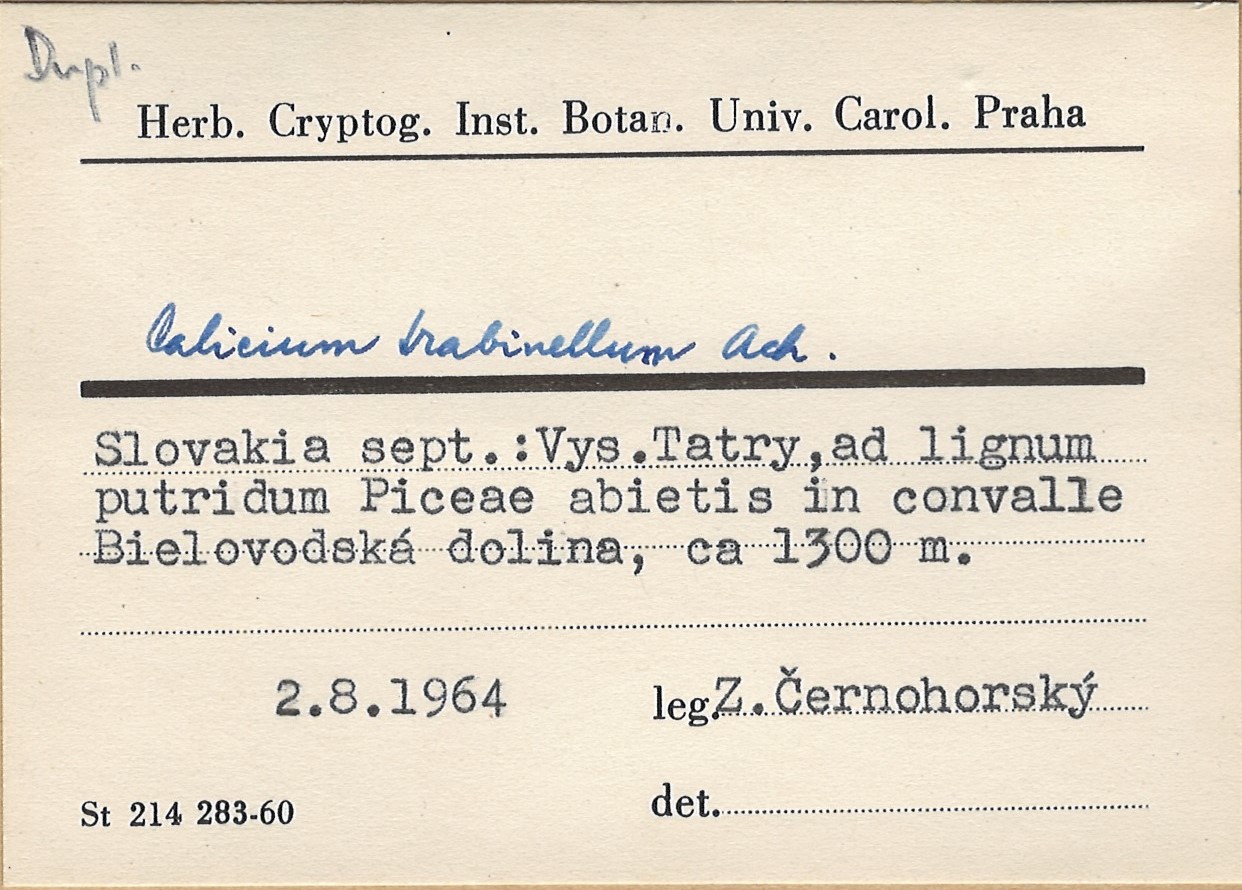 Dupl.
Herb. Cryptog. Inst. Botan. Univ. Carol. Praha
Calicium trabinellum Ach.
Slovakia sept.:Vys.Tatry,ad lignum
putridum Piceae abietis in convalle
Bielovodská dolina, ca 1300 m.
2.8.1964 leg.Z.Černohorský
St 214 283-60 det.